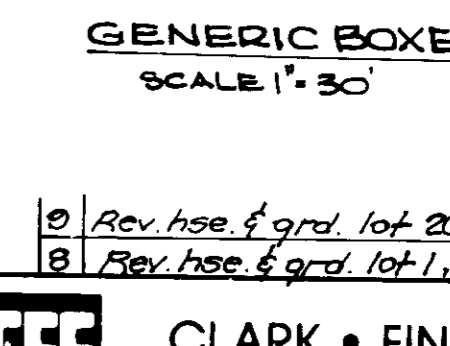 GENERIC BOXE
SCALE 1"=30'
9 Rev. hse. & grd. lot 20
8 Rev. hse. & grd. lot 1,
CLARK • FIN